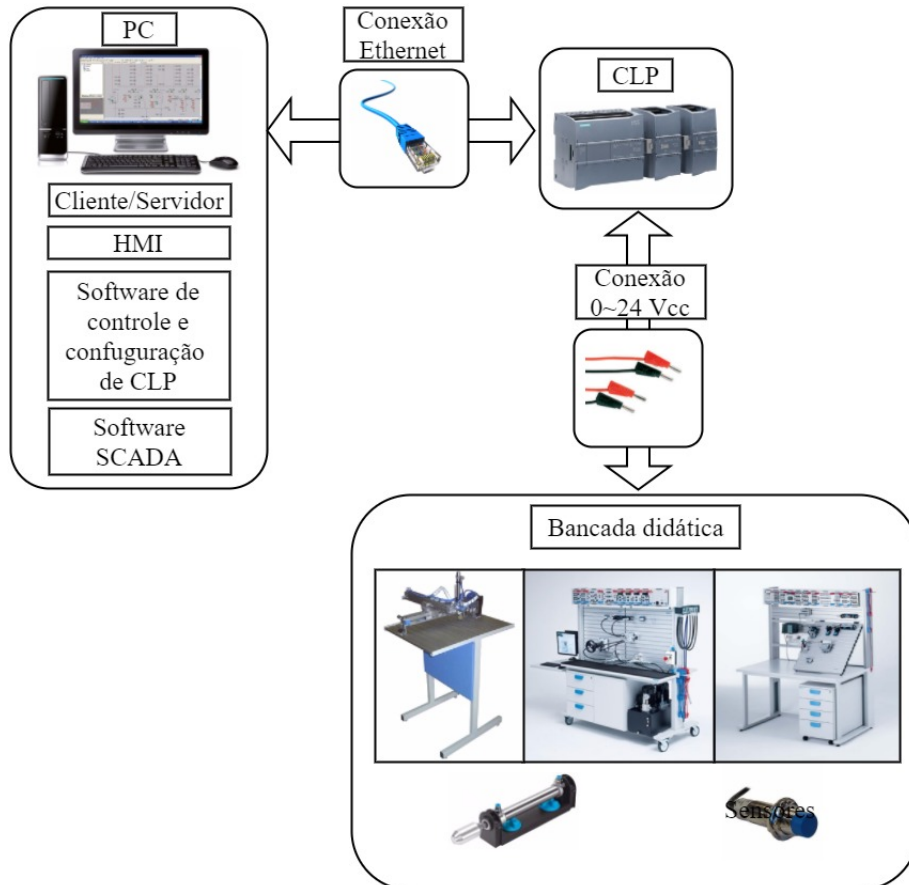 PC
Cliente/Servidor
HMI
Software de
controle e
confuguração
de CLP
Software
SCADA
Conexão
Ethernet
CLP
Conexão
0~24 Vcc
Bancada didática
Sensores